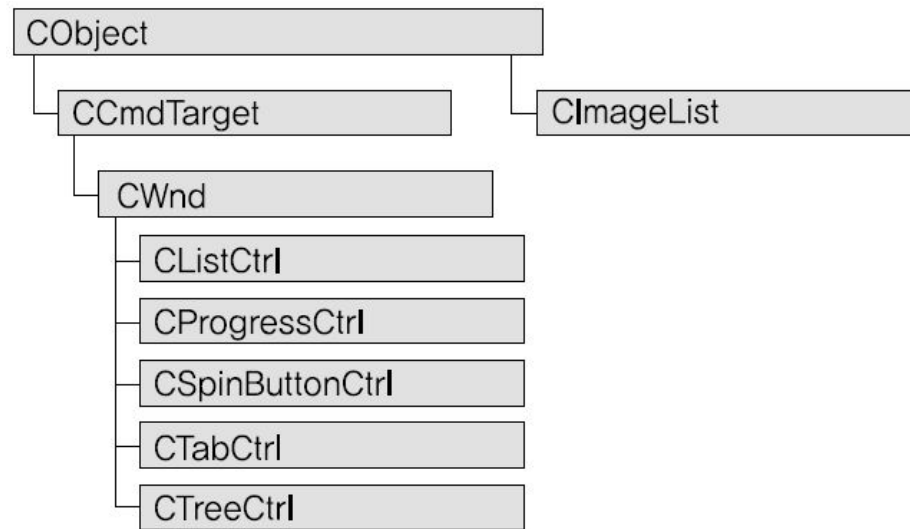 CObject
CCmdTarget
CImageList
CWnd
CListCtrl
CProgressCtrl
CSpinButtonCtrl
CTabCtrl
CTreeCtrl